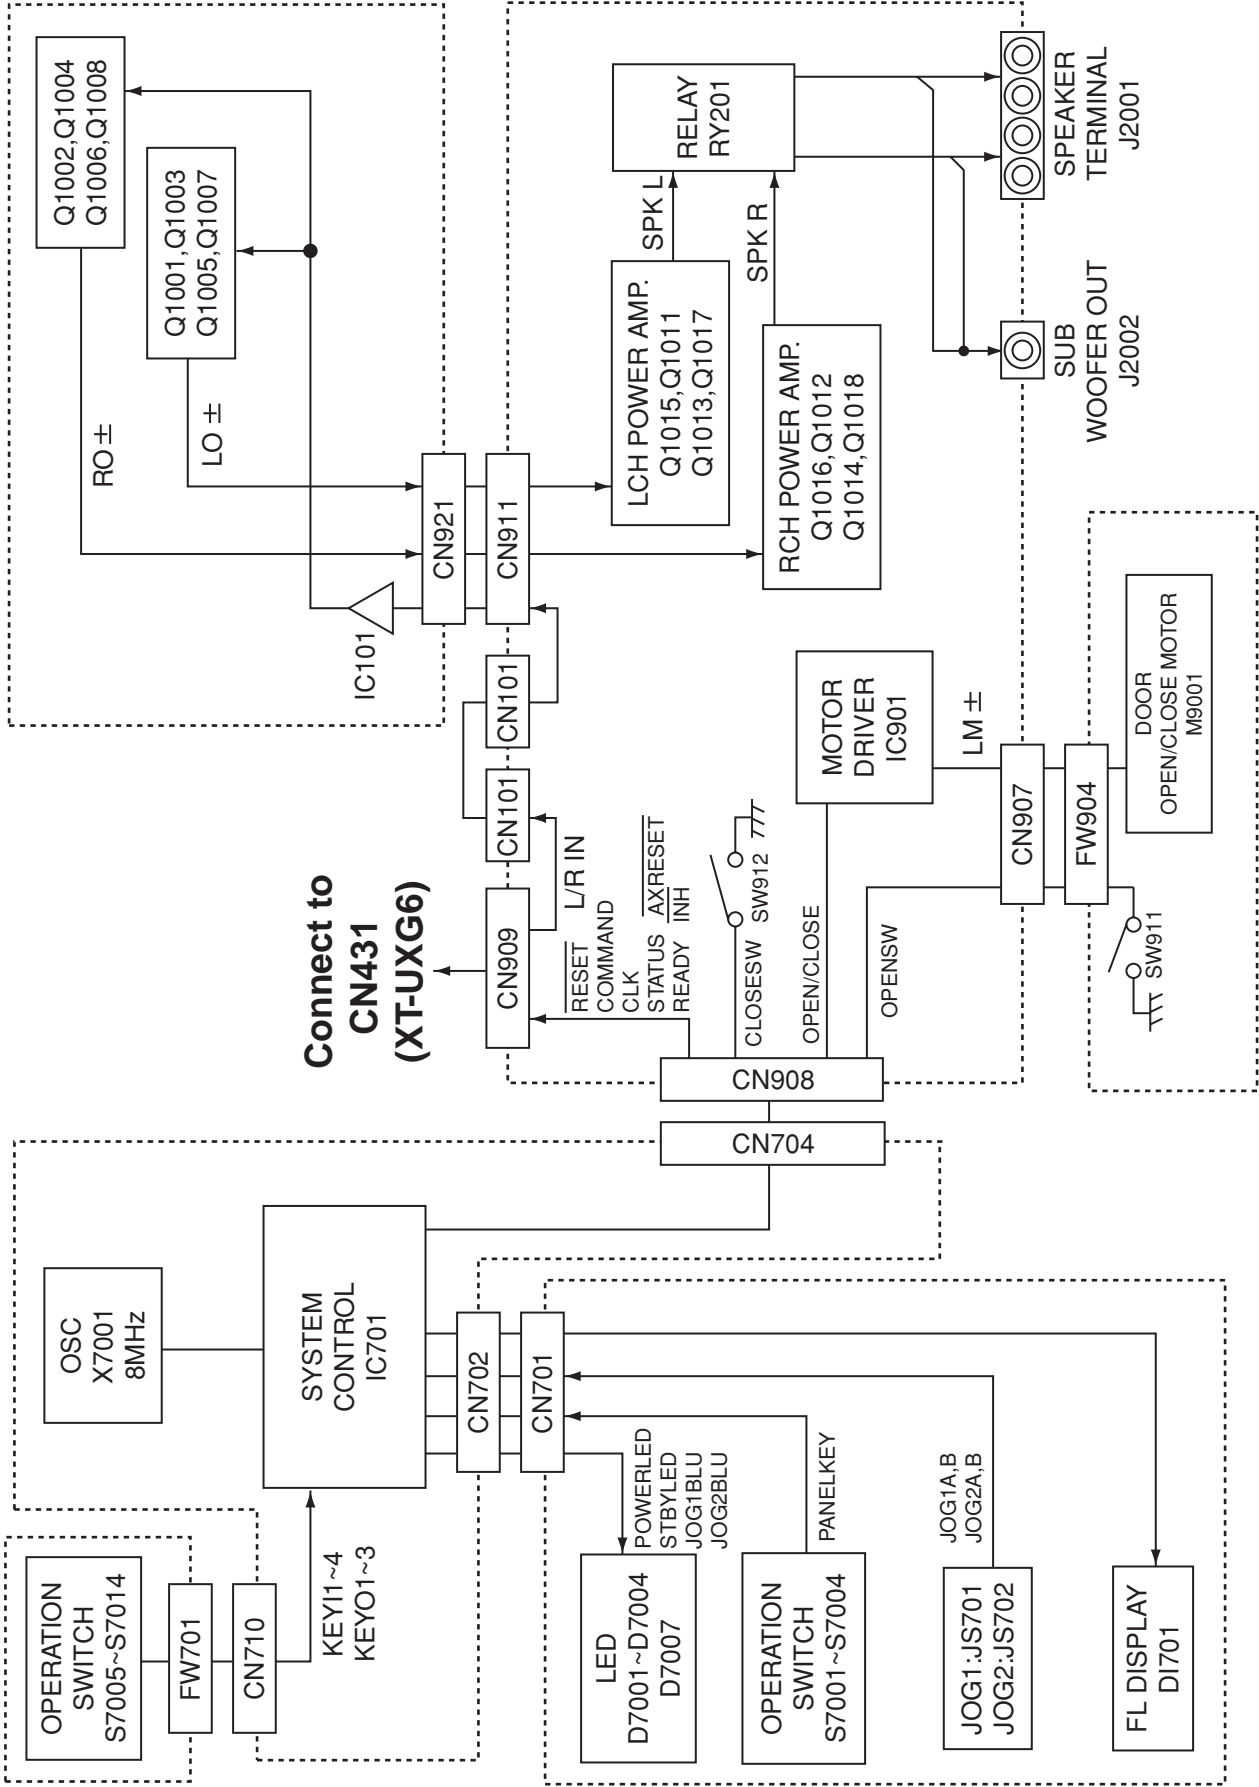 OPERATION
SWITCH
S7005~S7014
FW701
CN710
KEYI1~4
KEYO1~3
OSC
X7001
8MHz
SYSTEM
CONTROL
IC701
CN702
CN701
POWERLED
STBYLED
JOG1BLU
JOG2BLU
LED
D7001~D7004
D7007
PANELKEY
OPERATION
SWITCH
S7001~S7004
JOG1A,B
JOG2A,B
JOG1:JS701
JOG2:JS702
FL DISPLAY
DI701
CN704
CN908
Connect to
CN431
(XT-UXG6)
CN909
L/R IN
RESET
COMMAND
CLK
STATUS AXRESET
READY INH
CLOSESW
SW912
OPEN/CLOSE
OPENSW
MOTOR
DRIVER
IC901
LM ±
CN907
FW904
SW911
DOOR
OPEN/CLOSE MOTOR
M9001
CN101
CN101
CN911
CN921
IC101
RO ±
LO ±
Q1002,Q1004
Q1006,Q1008
Q1001,Q1003
Q1005,Q1007
LCH POWER AMP.
Q1015,Q1011
Q1013,Q1017
RCH POWER AMP.
Q1016,Q1012
Q1014,Q1018
SPK L
SPK R
RELAY
RY201
SUB
WOOFER OUT
J2002
SPEAKER
TERMINAL
J2001